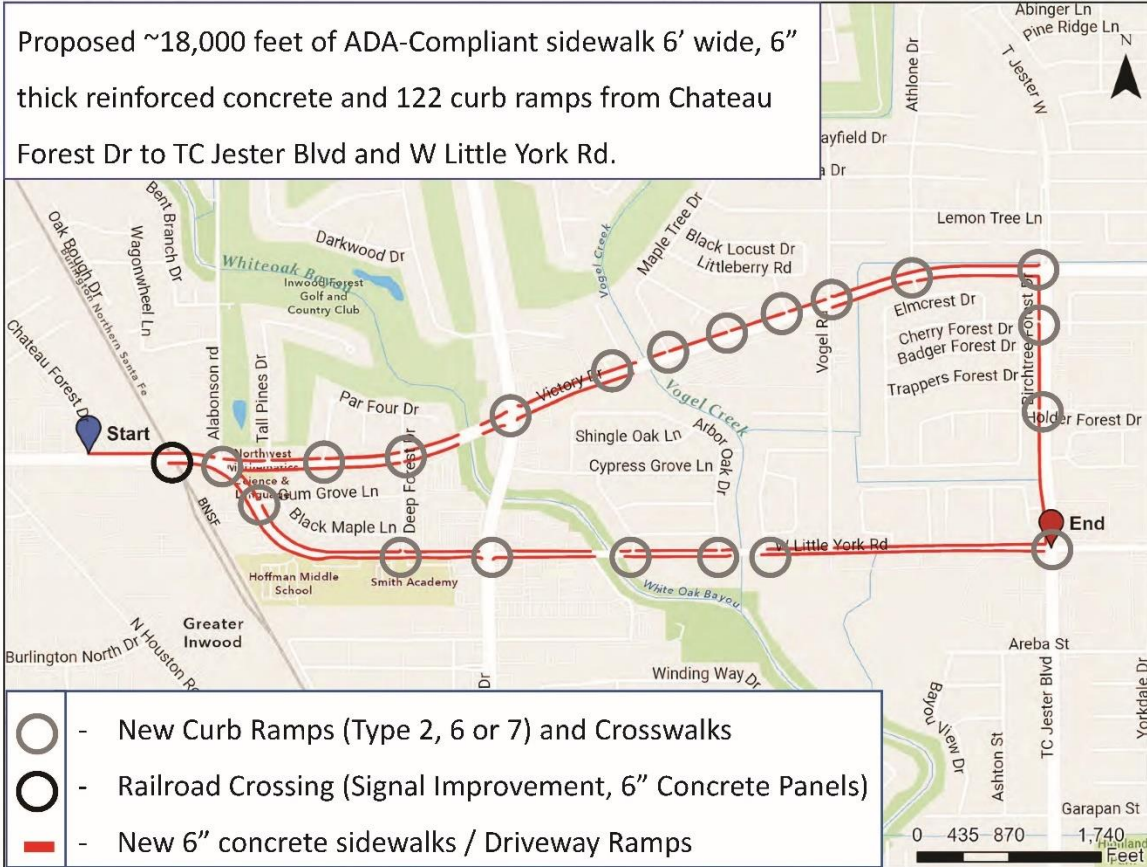 Proposed ~18,000 feet of ADA-Compliant sidewalk 6’ wide, 6”
thick reinforced concrete and 122 curb ramps from Chateau
Forest Dr to TC Jester Blvd and W Little York Rd.
Abinger Ln
Pine Ridge Ln
N
T Jester W
Athlone Dr
ayfield Dr
a Dr
Lemon Tree Ln
Bent Branch Dr
Oak Bough Dr
Wagonwheel Ln
Burlington Northern Santa Fe
Darkwood Dr
Whiteoak Bayou
Inwood Forest
Golf and
Country Club
Vogel Creek
Maple Tree Dr
Black Locust Dr
Littleberry Rd
Elmcrest Dr
Cherry Forest Dr
Badger Forest Dr
Trappers Forest Dr
Birchtree Forest Dr
Holder Forest Dr
Vogel Rd
Chateau Forest Dr
Start
Alabonson rd
Tall Pines Dr
Par Four Dr
Victory Dr
Vogel Creek
Shingle Oak Ln
Arbor Oak Dr
Cypress Grove Ln
Northwest
Mathematics
Science &
Language
Gum Grove Ln
Deep Forest Dr
Black Maple Ln
BNSF
End
W Little York Rd
Hoffman Middle
School
Smith Academy
White Oak Bayou
Greater
Inwood
Burlington North Dr
N Houston Ro
Winding Way Dr
Dr
Areba St
Bayou View Dr
Ashton St
TC Jester Blvd
Yorkdale Dr
Garapan St
- New Curb Ramps (Type 2, 6 or 7) and Crosswalks
- Railroad Crossing (Signal Improvement, 6” Concrete Panels)
- New 6” concrete sidewalks / Driveway Ramps
0 435 870 1,740
Feet